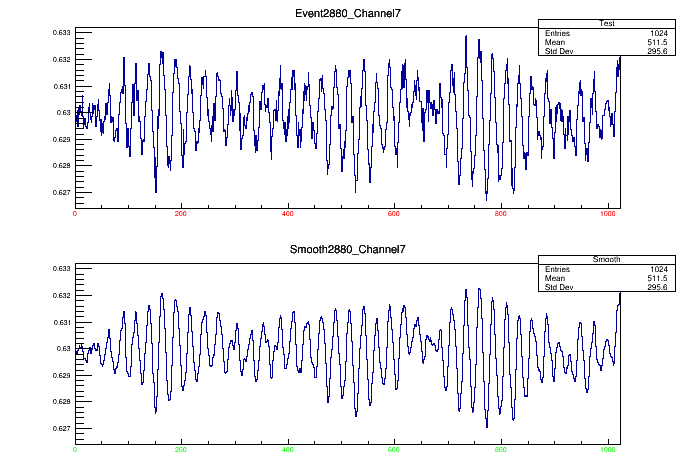 Event2880_Channel7
Test
Entries 1024
Mean 511.5
Std Dev 295.6
0.633
0.632
0.631
0.63
0.629
0.628
0.627
0 200 400 600 800 1000
Smooth2880_Channel7
Smooth
Entries 1024
Mean 511.5
Std Dev 295.6
0.633
0.632
0.631
0.63
0.629
0.628
0.627
0 200 400 600 800 1000